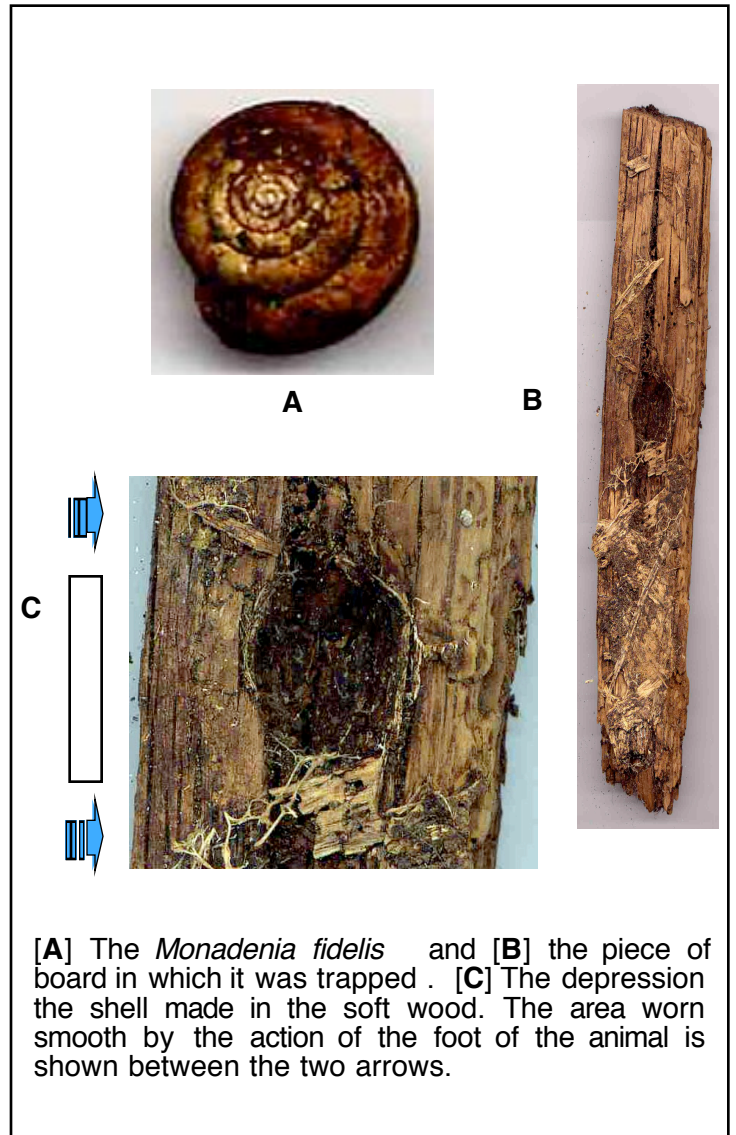 A
B
C
[A] The Monadenia fidelis and [B] the piece of
board in which it was trapped . [C] The depression
the shell made in the soft wood. The area worn
smooth by the action of the foot of the animal is
shown between the two arrows.